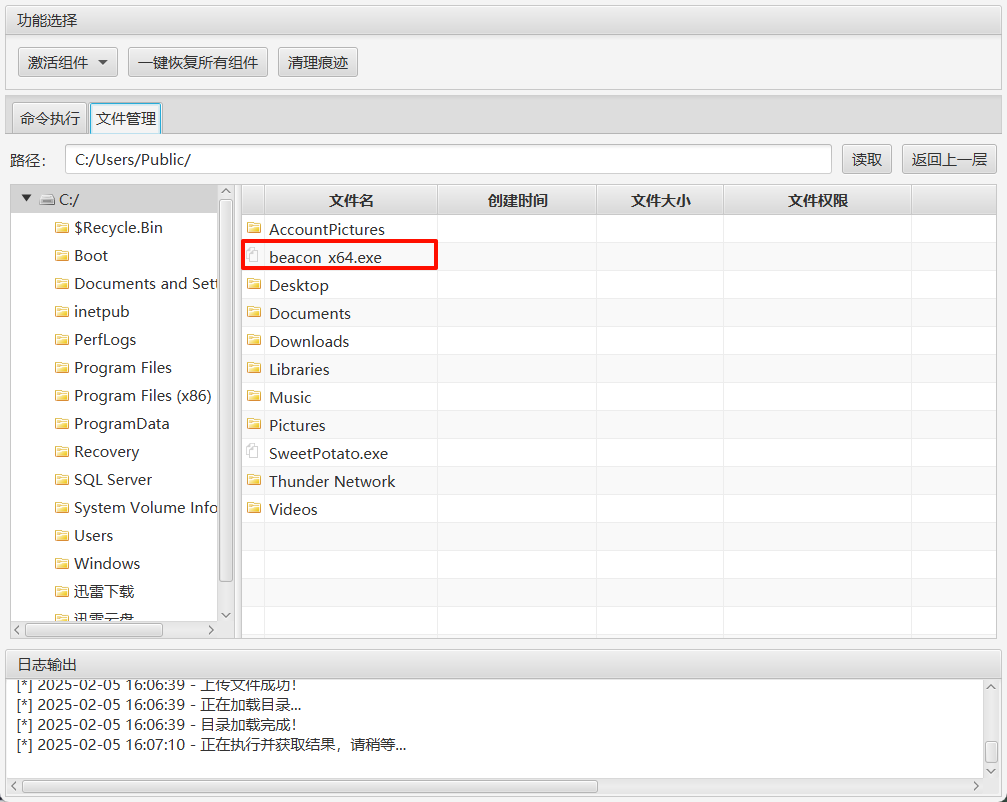 功能选择
激活组件 一键恢复所有组件 清理痕迹
命令执行 文件管理
路径： C:/Users/Public/ 读取 返回上一层
C:/
$Recycle.Bin
Boot
Documents and Sett
inetpub
PerfLogs
Program Files
Program Files (x86)
ProgramData
Recovery
SQL Server
System Volume Info
Users
Windows
迅雷下载
迅雷云盘
文件名 创建时间 文件大小 文件权限
AccountPictures
beacon_x64.exe
Desktop
Documents
Downloads
Libraries
Music
Pictures
SweetPotato.exe
Thunder Network
Videos
日志输出
[*] 2025-02-05 16:06:39 - 上传文件成功!
[*] 2025-02-05 16:06:39 - 正在加载目录...
[*] 2025-02-05 16:06:39 - 目录加载完成!
[*] 2025-02-05 16:07:10 - 正在执行并获取结果，请稍等...